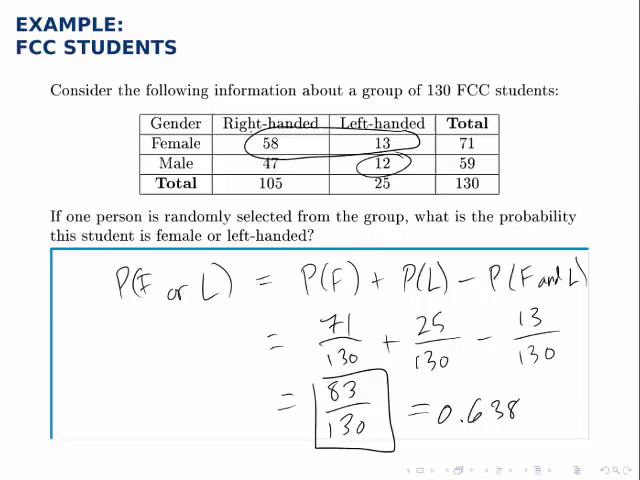 EXAMPLE:
FCC STUDENTS
Consider the following information about a group of 130 FCC students:
Gender Right-handed Left-handed Total
Female 58 13 71
Male 47 12 59
Total 105 25 130
If one person is randomly selected from the group, what is the probability
this student is female or left-handed?
P(F or L) = P(F) + P(L) − P(F and L)
= 71/130 + 25/130 − 13/130
= 83/130 = 0.638